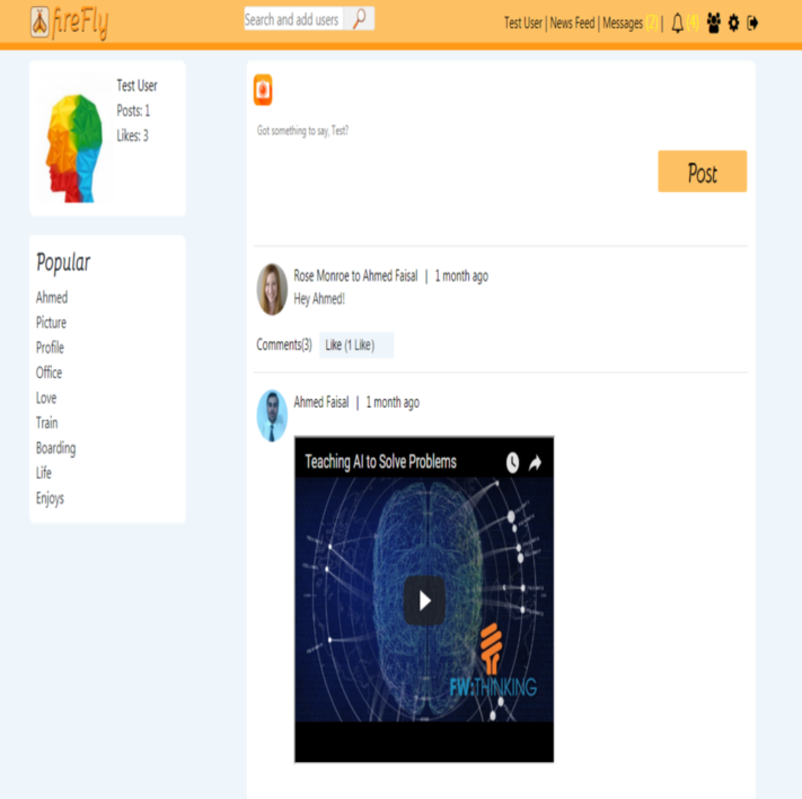 fireFly
Search and add users
Test User | News Feed | Messages (2) | (4)
Test User
Posts: 1
Likes: 3
Popular
Ahmed
Picture
Profile
Office
Love
Train
Boarding
Life
Enjoys
Got something to say, Test?
Post
Rose Monroe to Ahmed Faisal | 1 month ago
Hey Ahmed!
Comments(3) Like (1 Like)
Ahmed Faisal | 1 month ago
Teaching AI to Solve Problems
FW:THINKING